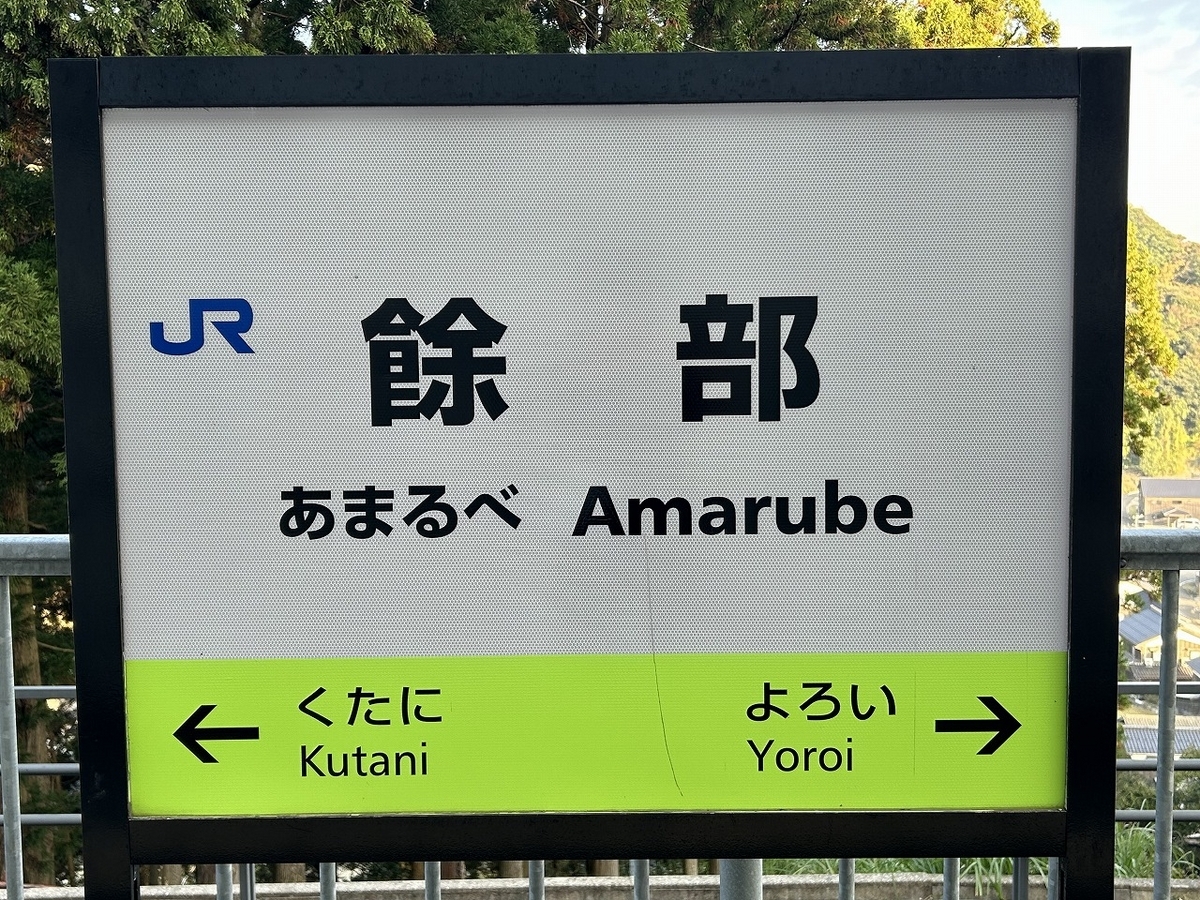 JR 餘部
あまるべ Amarube
← くたに よろい →
Kutani Yoroi